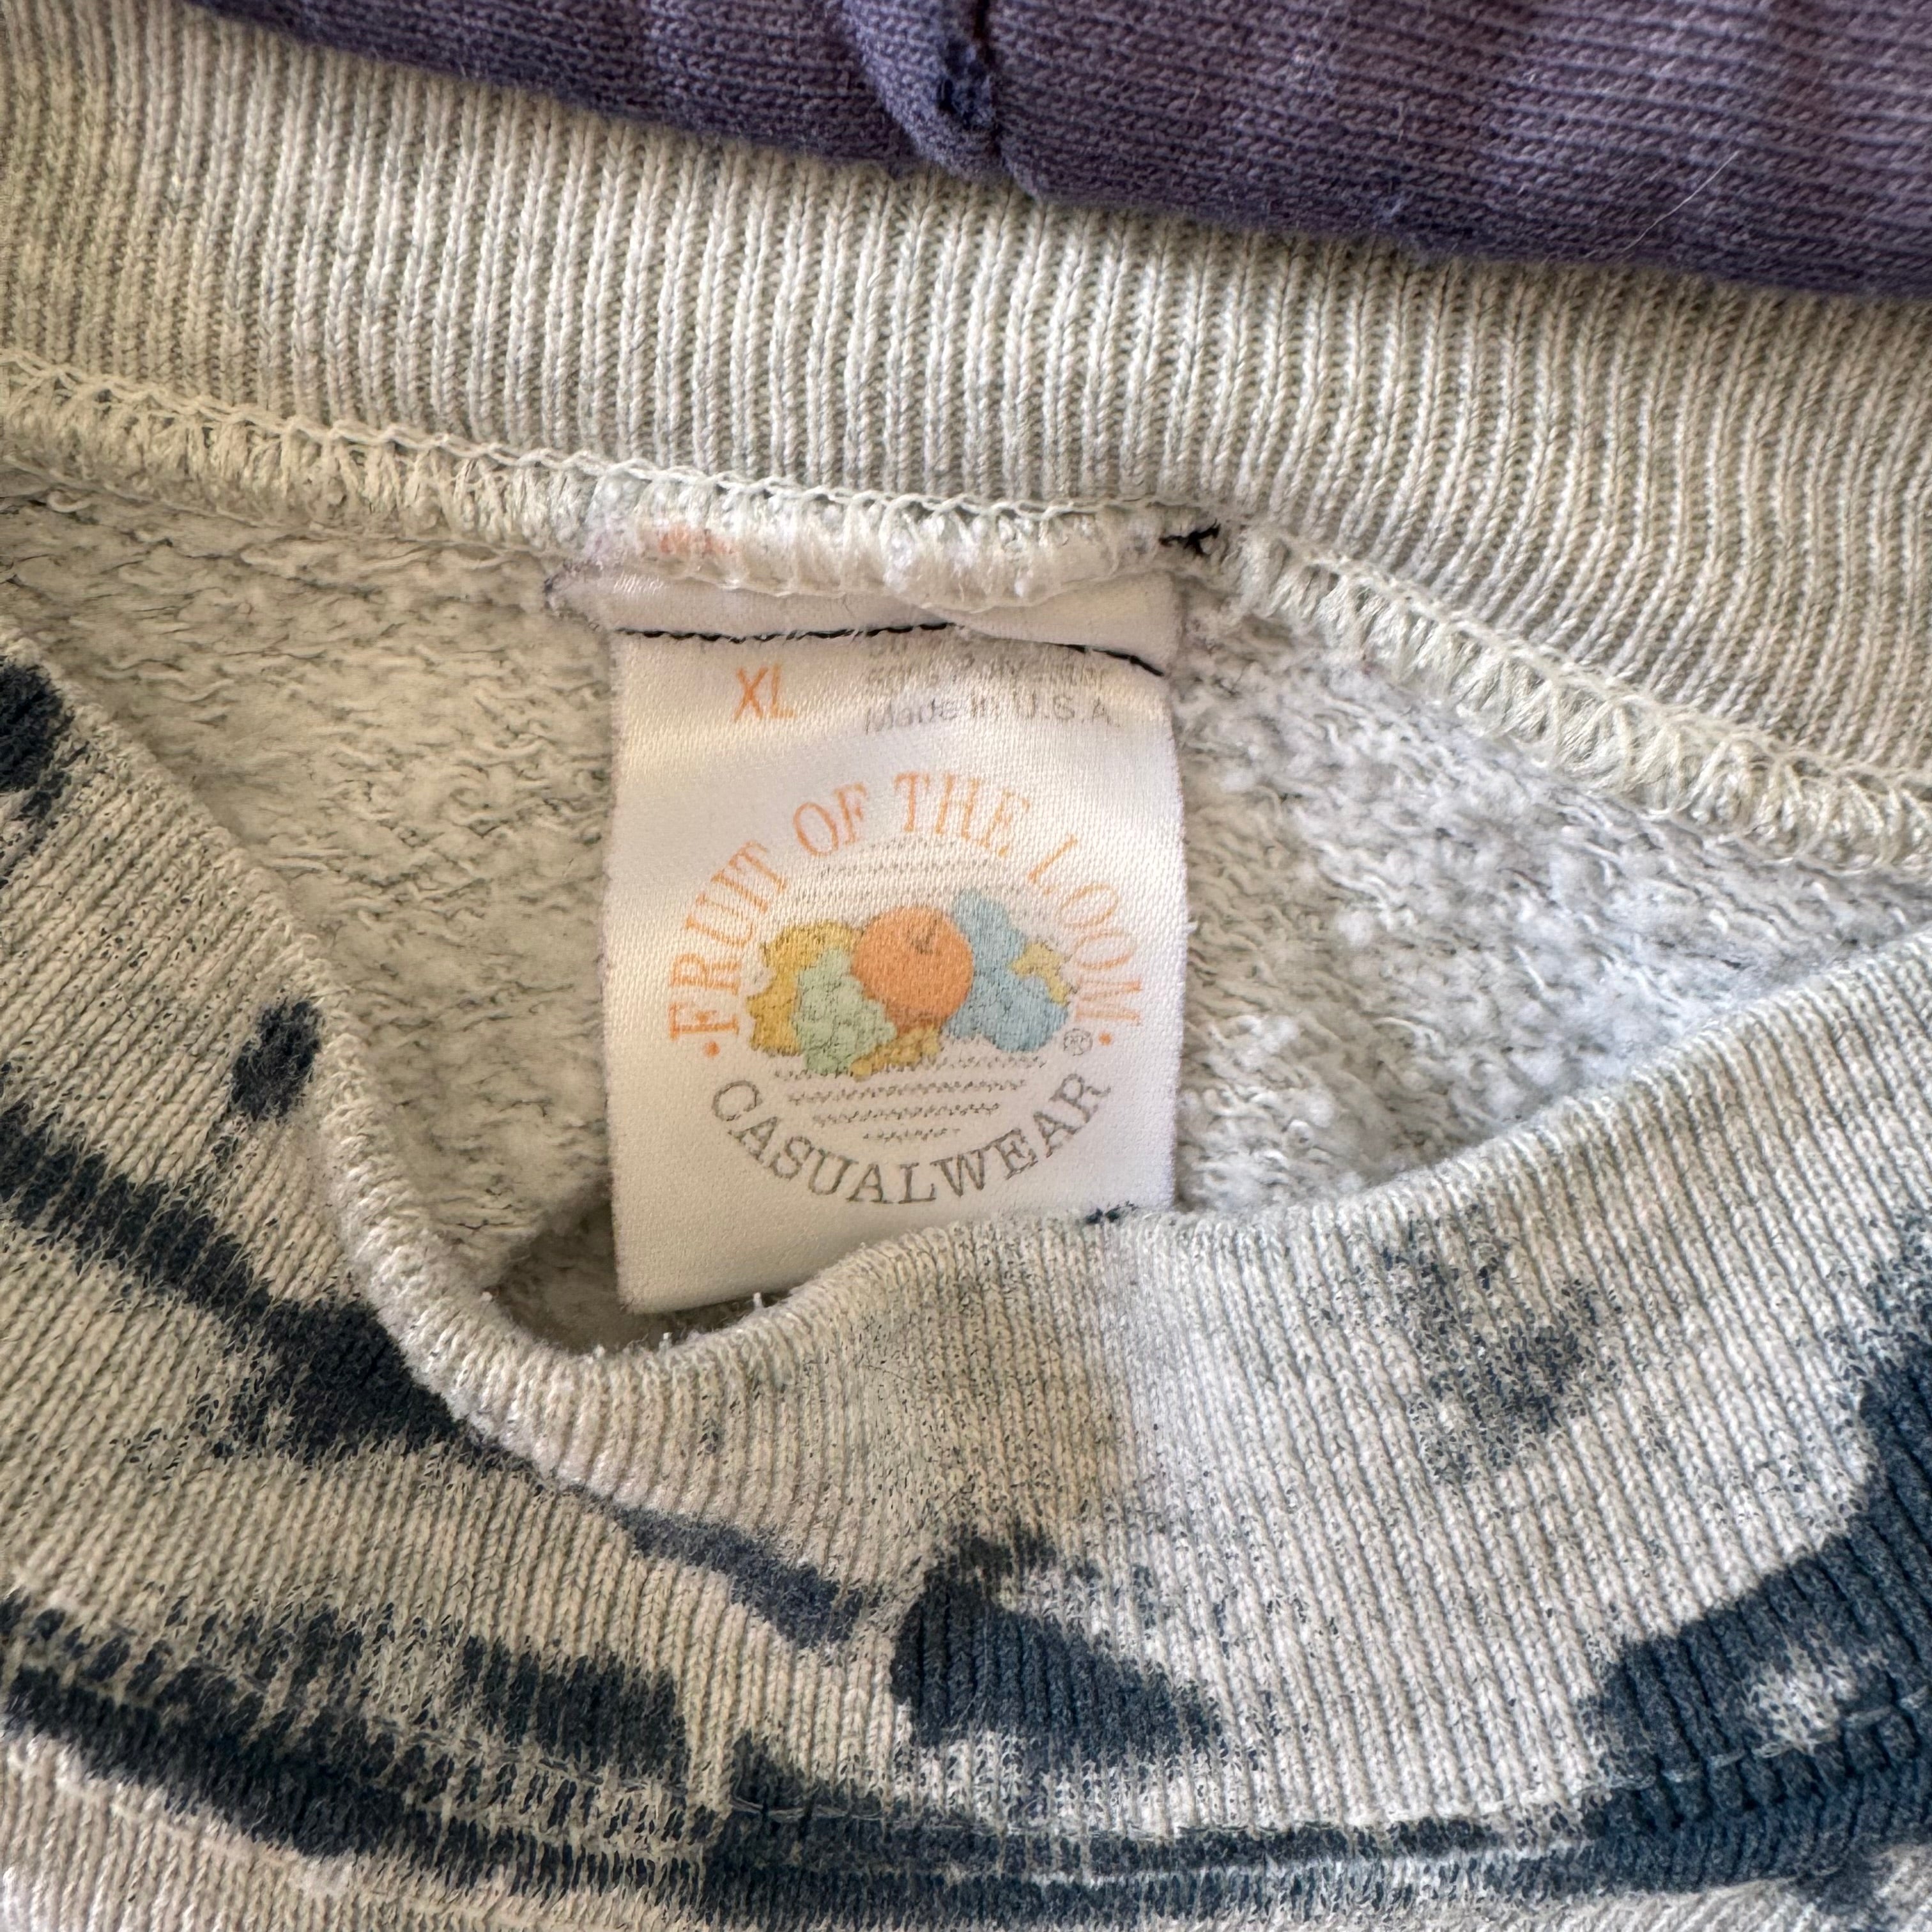 XL
Made in U.S.A.
·FRUIT OF THE LOOM·
®
CASUALWEAR